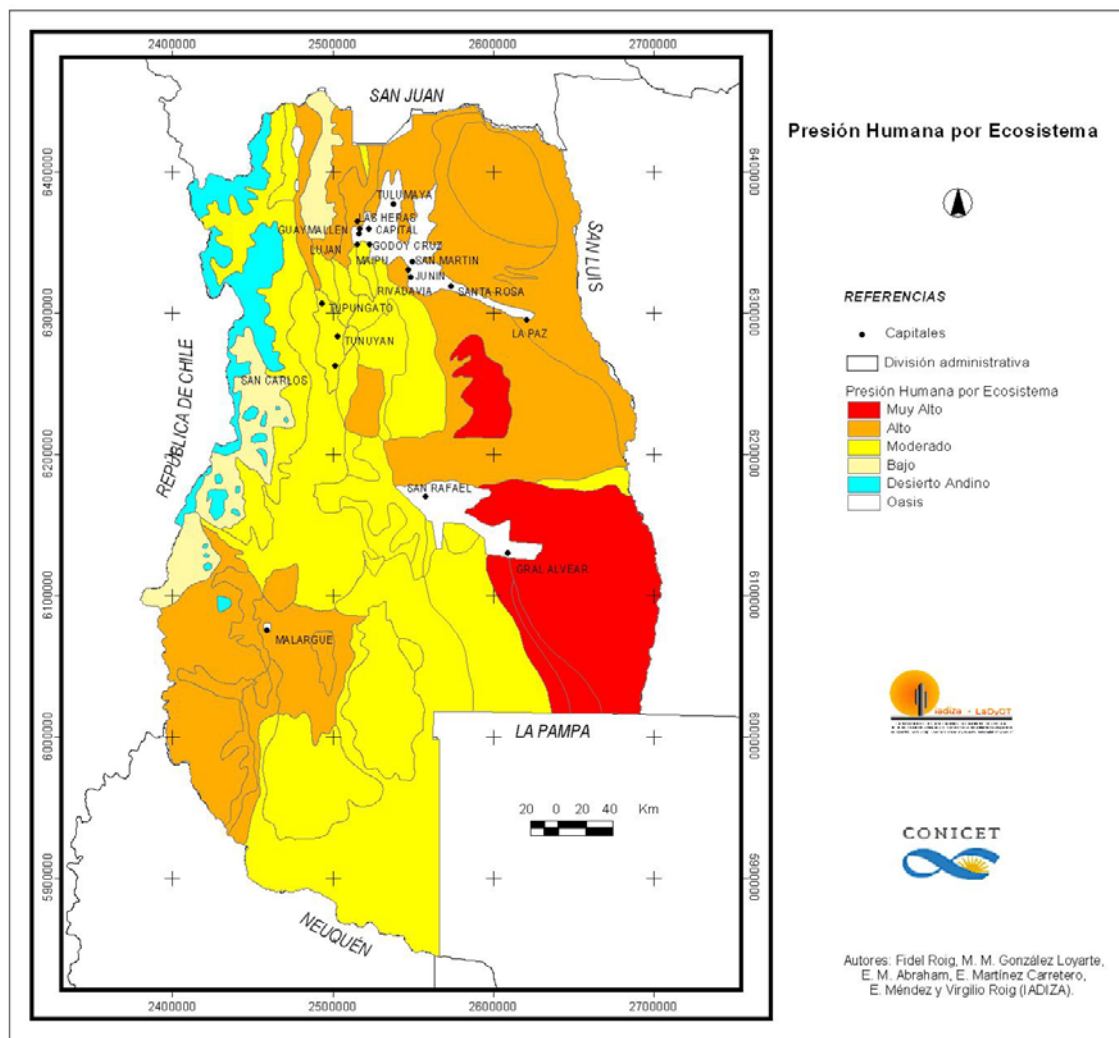 2400000 2500000 2600000 2700000
SAN JUAN
Presión Humana por Ecosistema
6400000
6400000
TULUMAYA
LAS HERAS
GUAYMALLEN
CAPITAL
LUJAN
GODOY CRUZ
MAIPU
SAN MARTIN
JUNIN
RIVADAVIA
SANTA ROSA
SAN LUIS
6300000
6300000
TUPUNGATO
LA PAZ
TUNUYAN
REPÚBLICA DE CHILE
SAN CARLOS
REFERENCIAS
Capitales
División administrativa
Presión Humana por Ecosistema
Muy Alto
Alto
Moderado
Bajo
Desierto Andino
Oasis
6200000
6200000
SAN RAFAEL
GRAL ALVEAR
6100000
6100000
MALARGUE
iadiza - LaDyOT
6000000
6000000
LA PAMPA
20 0 20 40 Km
CONICET
5900000
5900000
NEUQUÉN
Autores: Fidel Roig, M. M. González Loyarte,
E. M. Abraham, E. Martínez Carretero,
E. Méndez y Virgilio Roig (IADIZA).
2400000 2500000 2600000 2700000